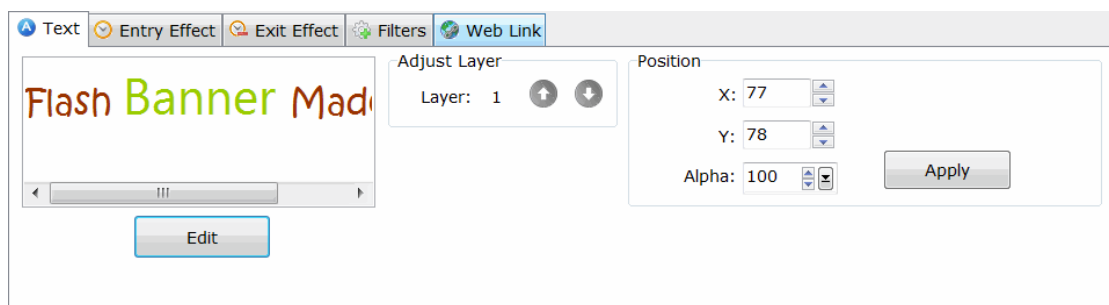 Text Entry Effect Exit Effect Filters Web Link
Flash Banner Made
Edit
Adjust Layer
Layer: 1
Position
X: 77
Y: 78
Alpha: 100
Apply